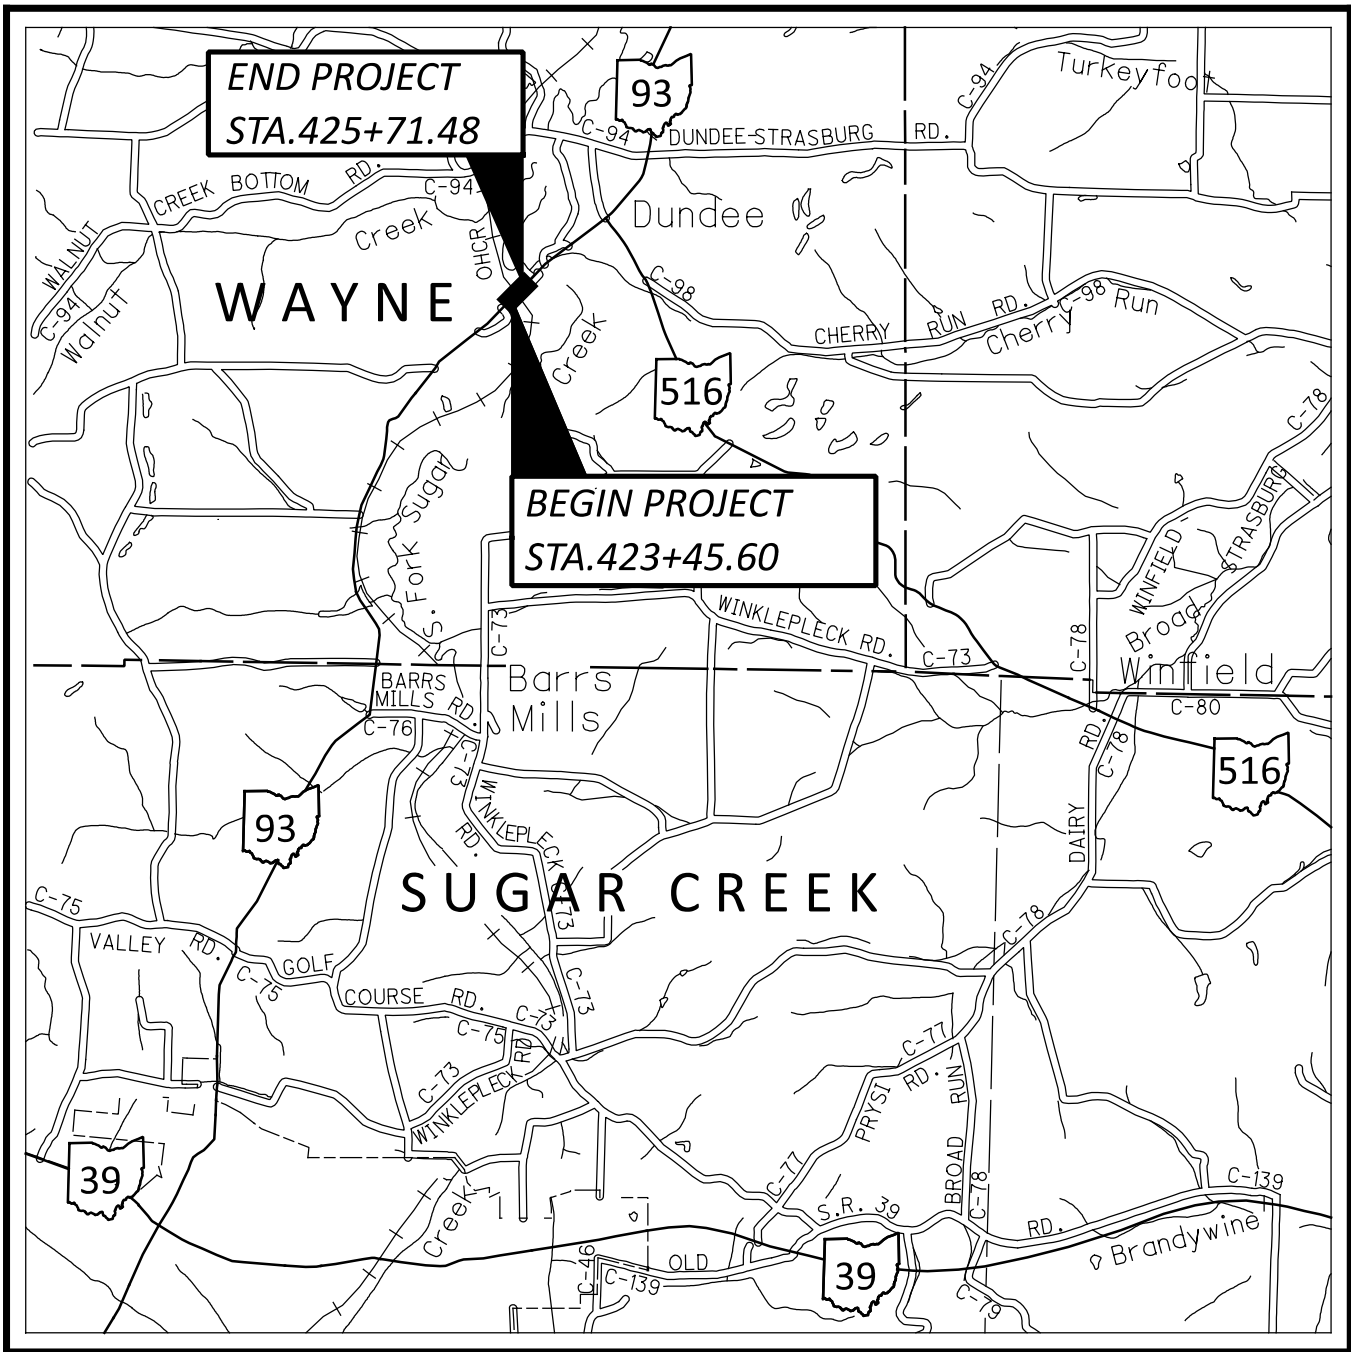 END PROJECT
STA.425+71.48
93
C-94
Turkeyfoot
C-94
DUNDEE-STRASBURG RD.
CREEK BOTTOM RD.
C-94
WALNUT
C-94
Walnut
Creek
OHCR
Dundee
WAYNE
C-98
CHERRY RUN RD.
C-98
Cherry Run
Creek
516
C-78
S. Fork Sugar
BEGIN PROJECT
STA.423+45.60
WINFIELD-
STRASBURG
C-73
WINKLEPLECK RD.
C-73
C-78
Broad
Winfield
BARRS
MILLS RD.
C-76
Barrs
Mills
C-80
RD.
C-78
C-73
WINKLEPLECK
RD.
516
93
DAIRY
SUGAR CREEK
C-73
C-75
VALLEY RD.
C-75
GOLF
COURSE RD.
C-75
C-73
C-73
C-78
C-73
WINKLEPLECK RD.
C-77
PRYSI RD.
BROAD RUN
C-78
39
Creek
C-77
S.R. 39
RD.
C-139
Brandywine
C-46
C-139
OLD
39
C-79